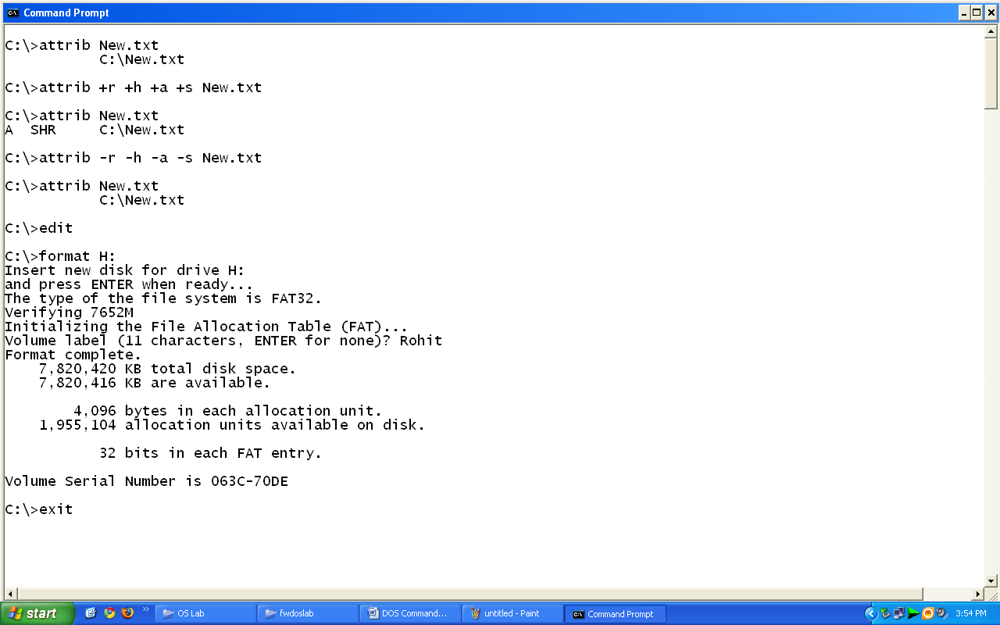 Command Prompt
C:\>attrib New.txt
           C:\New.txt
C:\>attrib +r +h +a +s New.txt
C:\>attrib New.txt
A  SHR     C:\New.txt
C:\>attrib -r -h -a -s New.txt
C:\>attrib New.txt
           C:\New.txt
C:\>edit
C:\>format H:
Insert new disk for drive H:
and press ENTER when ready...
The type of the file system is FAT32.
Verifying 7652M
Initializing the File Allocation Table (FAT)...
Volume label (11 characters, ENTER for none)? Rohit
Format complete.
    7,820,420 KB total disk space.
    7,820,416 KB are available.
        4,096 bytes in each allocation unit.
    1,955,104 allocation units available on disk.
           32 bits in each FAT entry.
Volume Serial Number is 063C-70DE
C:\>exit
start OS Lab fwdoslab DOS Command... untitled - Paint Command Prompt 3:54 PM